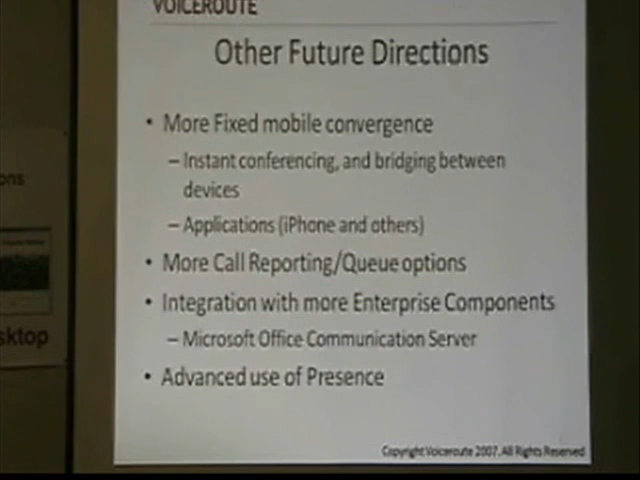 VOICEROUTE
Other Future Directions
• More Fixed mobile convergence
– Instant conferencing, and bridging between
devices
– Applications (iPhone and others)
• More Call Reporting/Queue options
• Integration with more Enterprise Components
– Microsoft Office Communication Server
• Advanced use of Presence
Copyright Voiceroute 2007. All Rights Reserved
ons
sktop